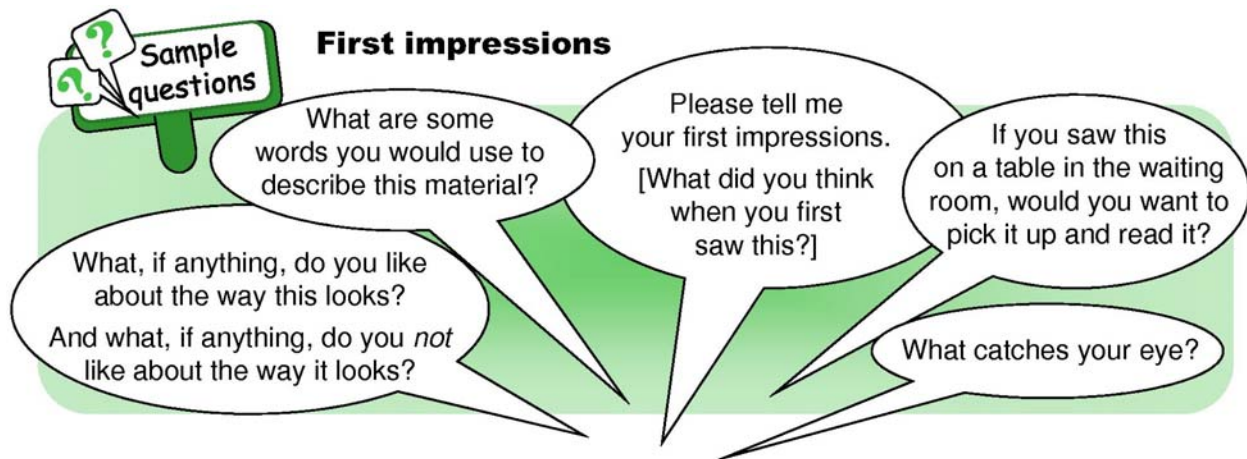 ?
?
Sample
questions
First impressions
What are some
words you would use to
describe this material?
Please tell me
your first impressions.
[What did you think
when you first
saw this?]
If you saw this
on a table in the waiting
room, would you want to
pick it up and read it?
What, if anything, do you like
about the way this looks?
And what, if anything, do you not
like about the way it looks?
What catches your eye?